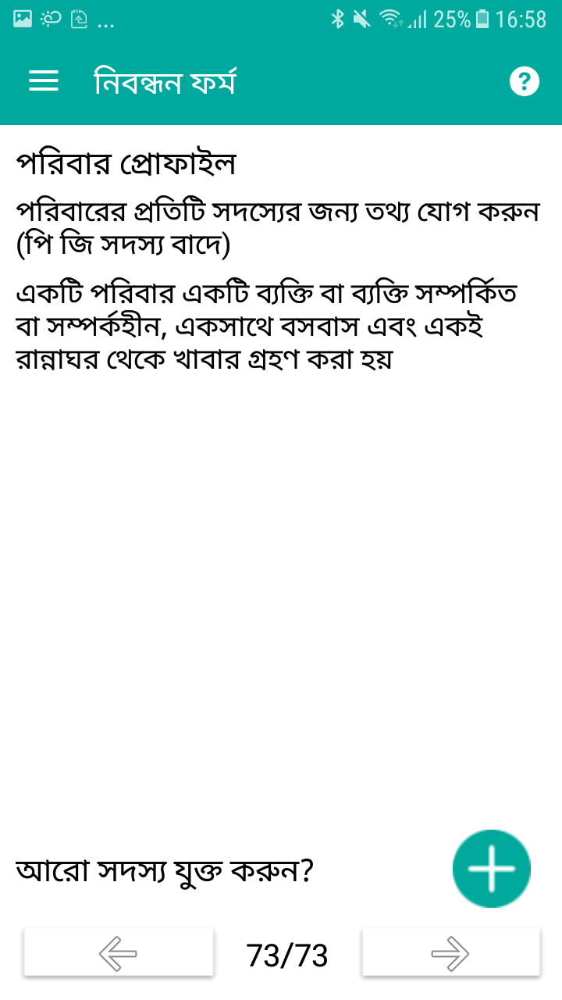 ... 25% 16:58
নিবন্ধন ফর্ম ?
পরিবার প্রোফাইল
পরিবারের প্রতিটি সদস্যের জন্য তথ্য যোগ করুন
(পি জি সদস্য বাদে)
একটি পরিবার একটি ব্যক্তি বা ব্যক্তি সম্পর্কিত
বা সম্পর্কহীন, একসাথে বসবাস এবং একই
রান্নাঘর থেকে খাবার গ্রহণ করা হয়
আরো সদস্য যুক্ত করুন?
73/73